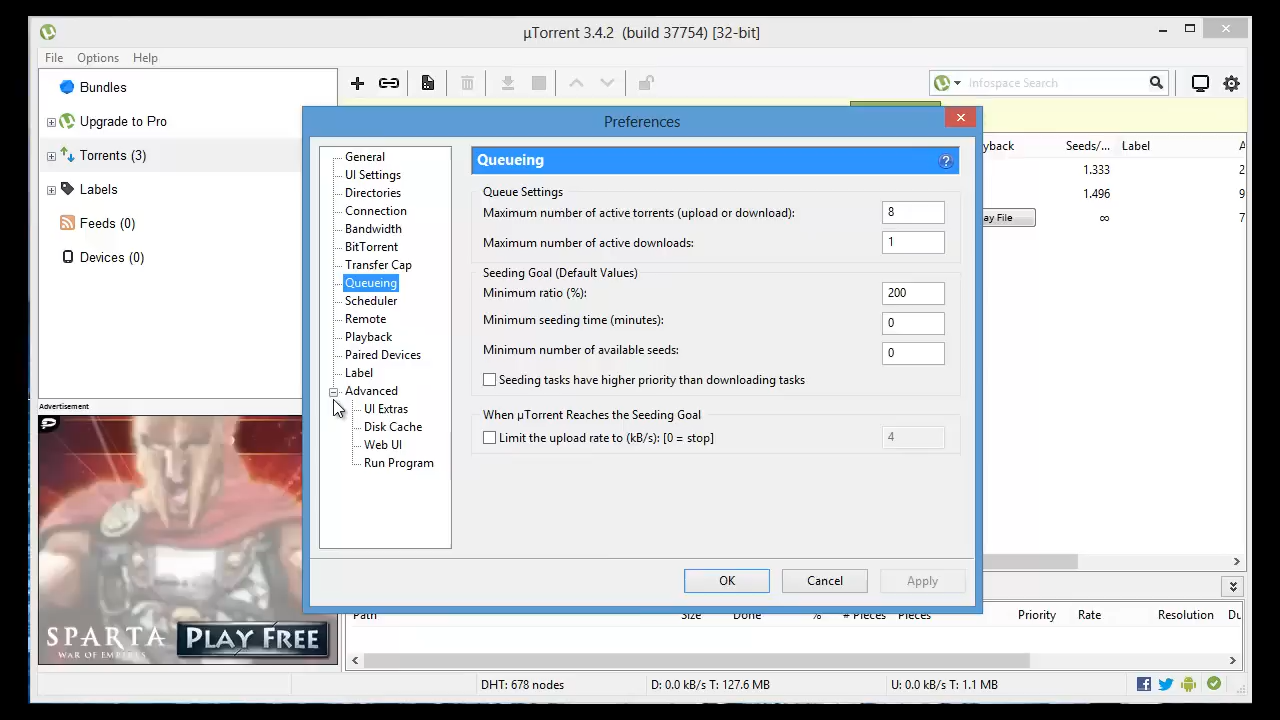 µTorrent 3.4.2 (build 37754) [32-bit]
File Options Help
Bundles
Upgrade to Pro
Torrents (3)
Labels
Feeds (0)
Devices (0)
Infospace Search
Preferences
General
UI Settings
Directories
Connection
Bandwidth
BitTorrent
Transfer Cap
Queueing
Scheduler
Remote
Playback
Paired Devices
Label
Advanced
UI Extras
Disk Cache
Web UI
Run Program
Queueing
Queue Settings
Maximum number of active torrents (upload or download): 8
Maximum number of active downloads: 1
Seeding Goal (Default Values)
Minimum ratio (%): 200
Minimum seeding time (minutes): 0
Minimum number of available seeds: 0
Seeding tasks have higher priority than downloading tasks
When µTorrent Reaches the Seeding Goal
Limit the upload rate to (kB/s): [0 = stop] 4
OK Cancel Apply
yback Seeds/... Label A
1.333 2
1.496 9
ay File ∞ 7
Advertisement
SPARTA
WAR OF EMPIRES
PLAY FREE
Path Size Done % # Pieces Pieces Priority Rate Resolution Du
DHT: 678 nodes D: 0.0 kB/s T: 127.6 MB U: 0.0 kB/s T: 1.1 MB